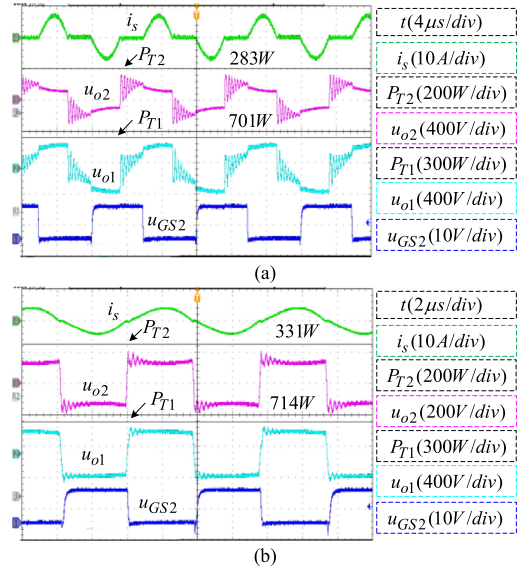 i_s
P_T2
283W
u_o2
P_T1
701W
u_o1
u_GS2
t(4μs/div)
i_s(10A/div)
P_T2(200W/div)
u_o2(400V/div)
P_T1(300W/div)
u_o1(400V/div)
u_GS2(10V/div)
(a)
i_s
P_T2
331W
u_o2
P_T1
714W
u_o1
u_GS2
t(2μs/div)
i_s(10A/div)
P_T2(200W/div)
u_o2(200V/div)
P_T1(300W/div)
u_o1(400V/div)
u_GS2(10V/div)
(b)